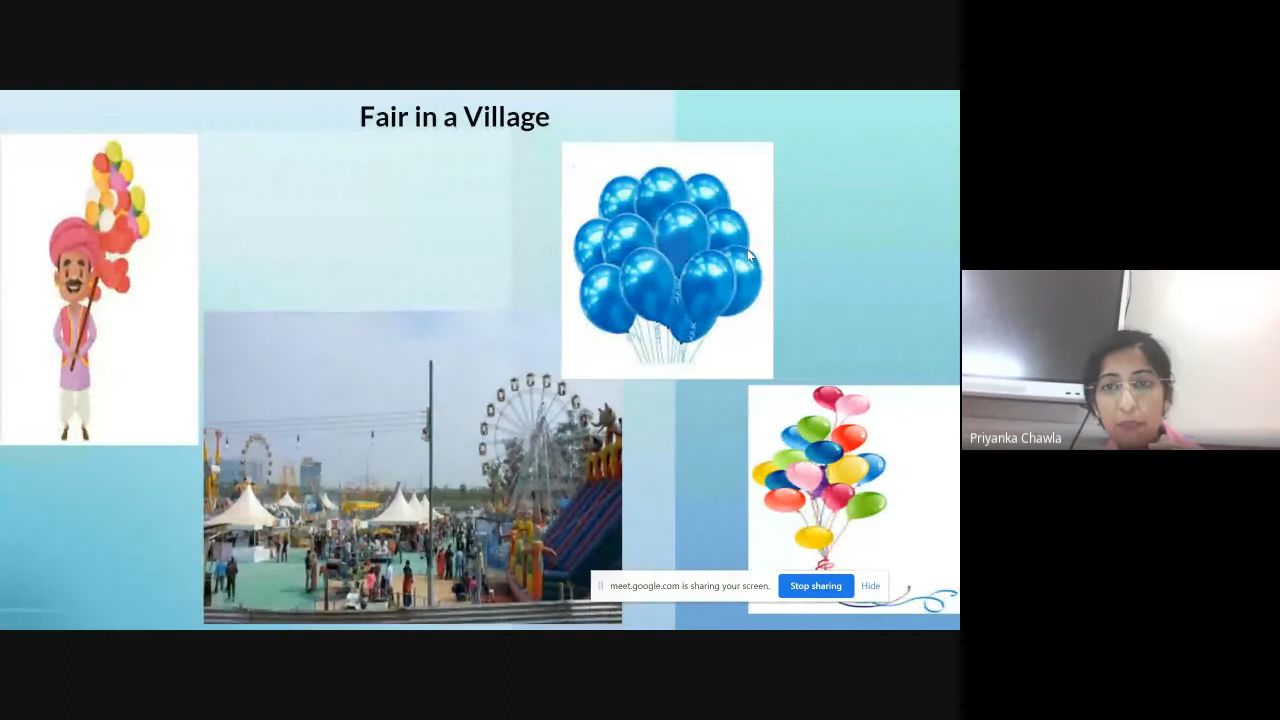 Fair in a Village
meet.google.com is sharing your screen.
Stop sharing
Hide
Priyanka Chawla